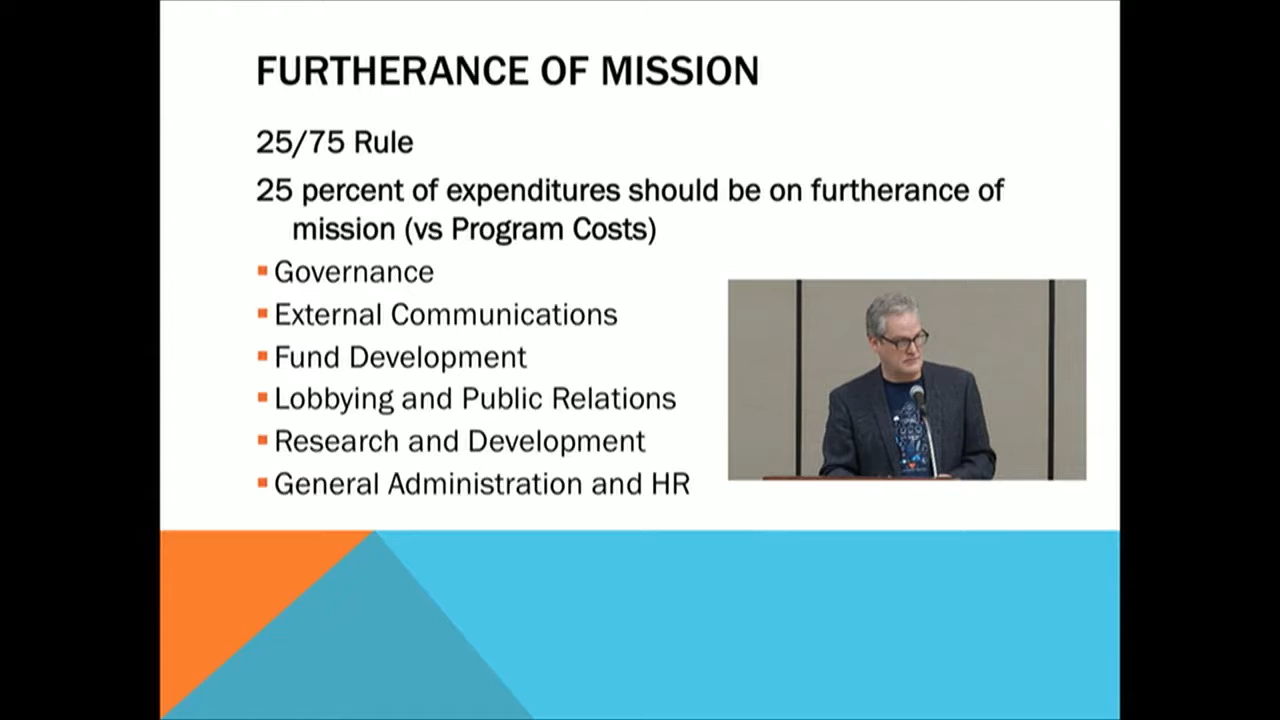 FURTHERANCE OF MISSION
25/75 Rule
25 percent of expenditures should be on furtherance of
mission (vs Program Costs)
Governance
External Communications
Fund Development
Lobbying and Public Relations
Research and Development
General Administration and HR